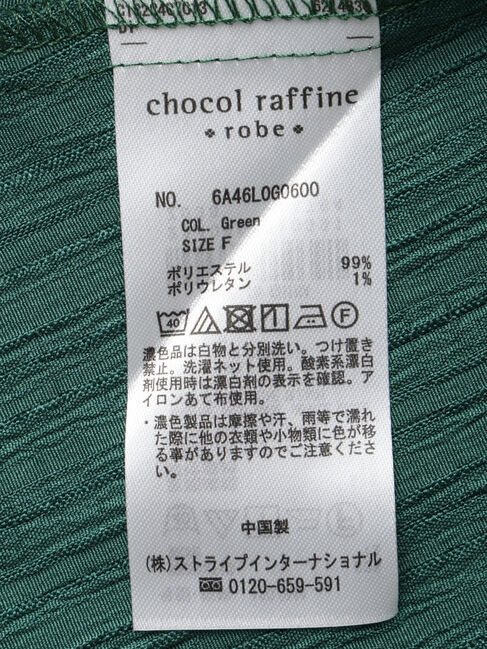 chocol raffine
robe
NO. 6A46L0G0600
COL. Green
SIZE F
ポリエステル 99%
ポリウレタン 1%
40
濃色品は白物と分別洗い。つけ置き
禁止。洗濯ネット使用。酸素系漂白
剤使用時は漂白剤の表示を確認。ア
イロンあて布使用。
・濃色製品は摩擦や汗、雨等で濡れ
た際に他の衣類や小物類に色が移
る事がありますのでご注意くださ
い。
中国製
(株)ストライプインターナショナル
0120-659-591